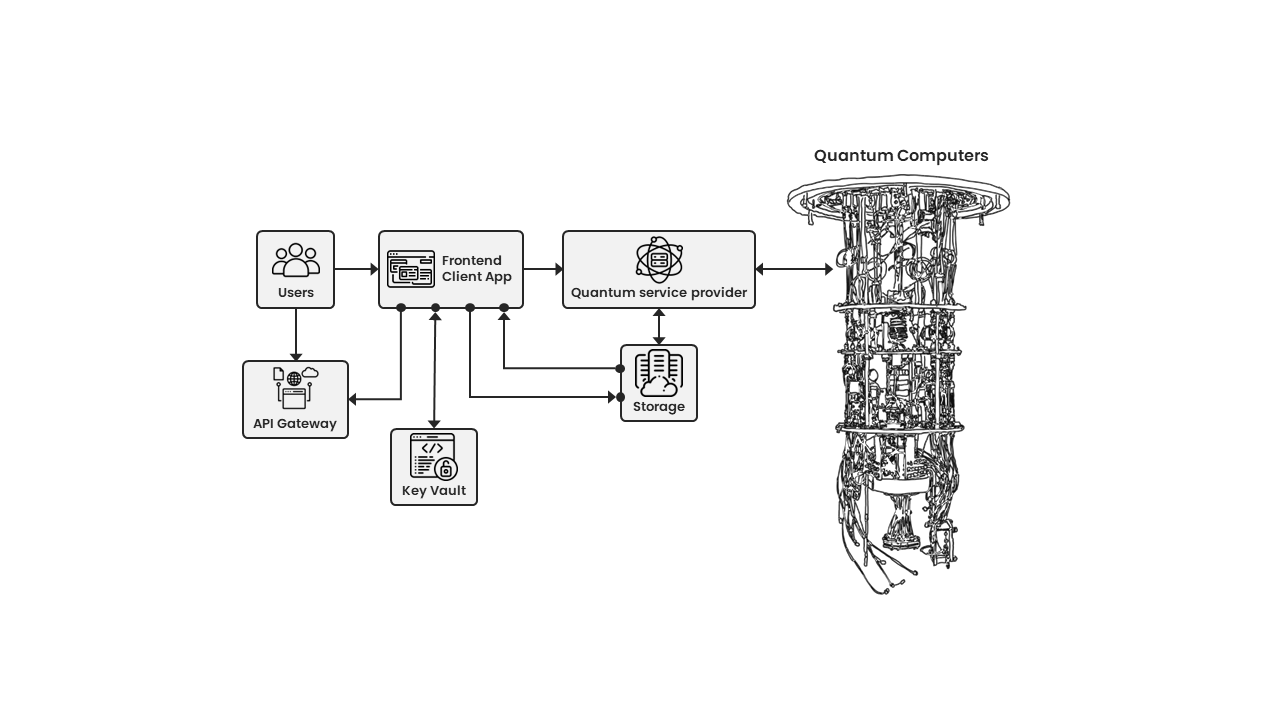 Quantum Computers
Users
Frontend
Client App
Quantum service provider
API Gateway
Storage
Key Vault